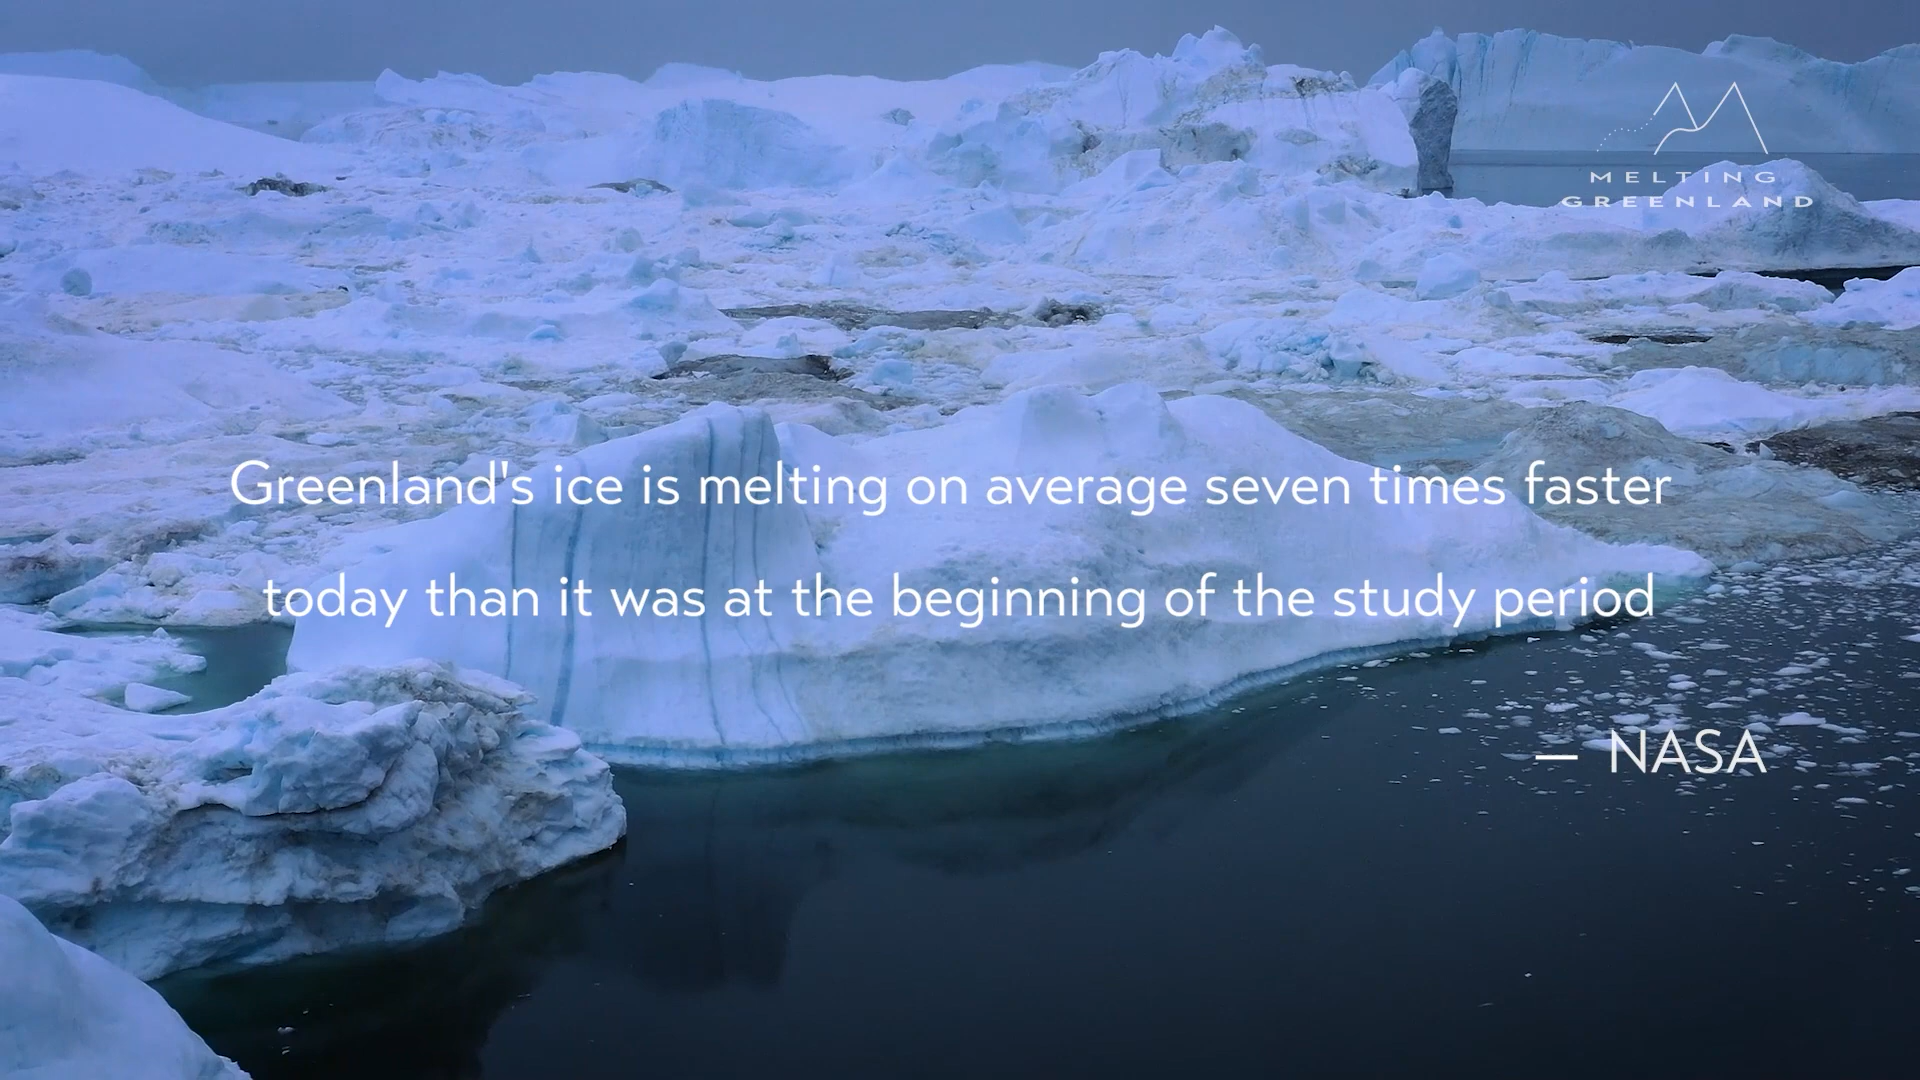 MELTING
GREENLAND
Greenland's ice is melting on average seven times faster
today than it was at the beginning of the study period
— NASA